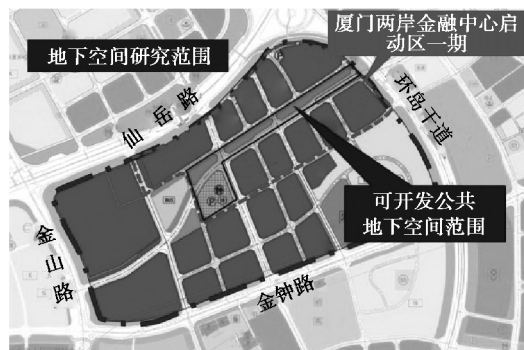 厦门两岸金融中心启
动区一期
地下空间研究范围
仙岳路
环岛干道
可开发公共
地下空间范围
金山路
金钟路